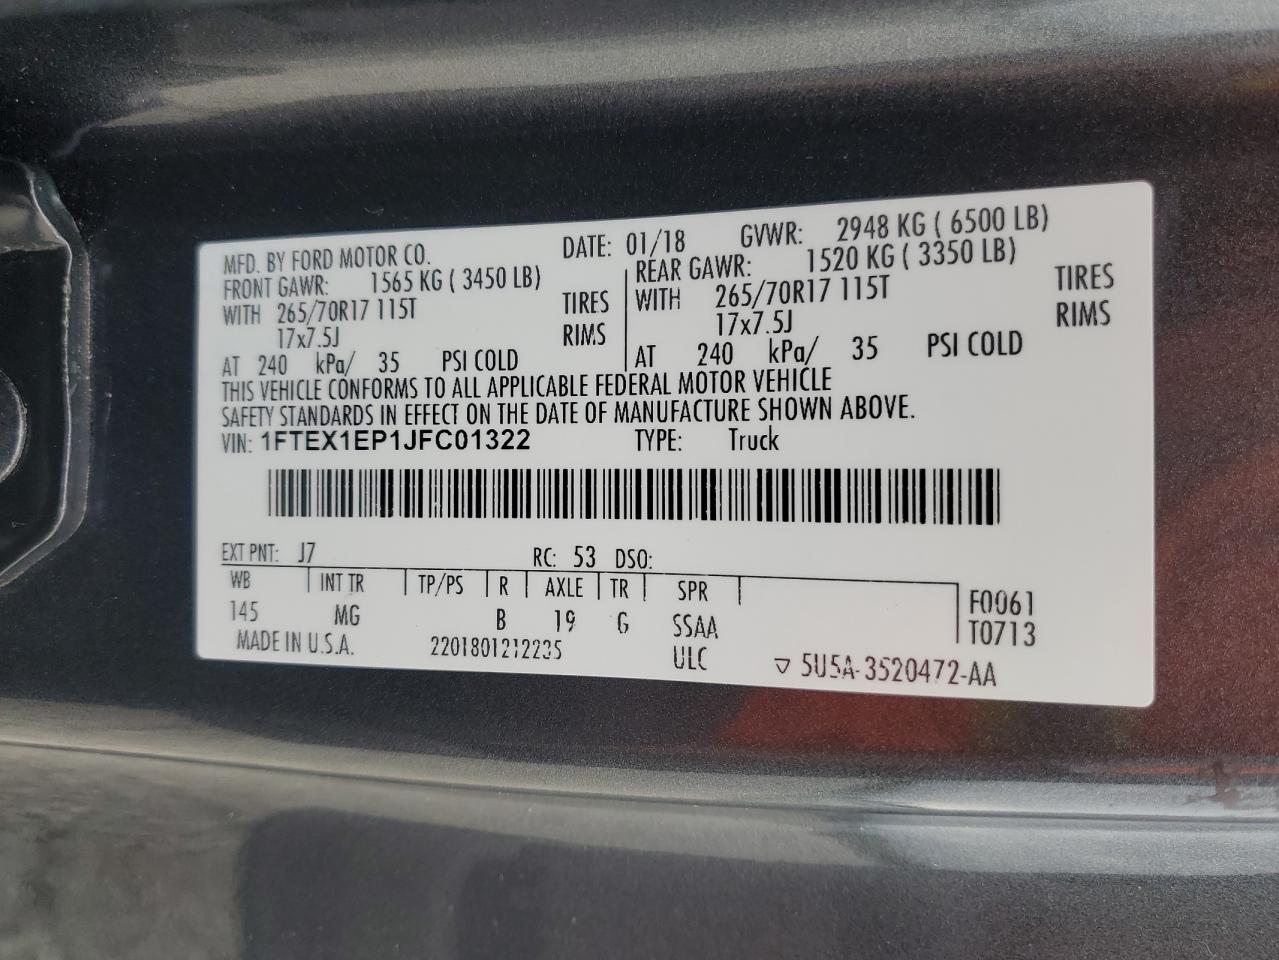 MFD. BY FORD MOTOR CO. DATE: 01/18 GVWR: 2948 KG ( 6500 LB)
FRONT GAWR: 1565 KG ( 3450 LB) REAR GAWR: 1520 KG ( 3350 LB)
WITH 265/70R17 115T TIRES WITH 265/70R17 115T TIRES
17x7.5J RIMS 17x7.5J RIMS
AT 240 kPa/ 35 PSI COLD AT 240 kPa/ 35 PSI COLD
THIS VEHICLE CONFORMS TO ALL APPLICABLE FEDERAL MOTOR VEHICLE
SAFETY STANDARDS IN EFFECT ON THE DATE OF MANUFACTURE SHOWN ABOVE.
VIN: 1FTEX1EP1JFC01322 TYPE: Truck
EXT PNT: J7 RC: 53 DSO:
WB INT TR TP/PS R AXLE TR SPR F0061
145 MG B 19 G SSAA T0713
MADE IN U.S.A. 2201801212235 ULC ▽ 5U5A-3520472-AA